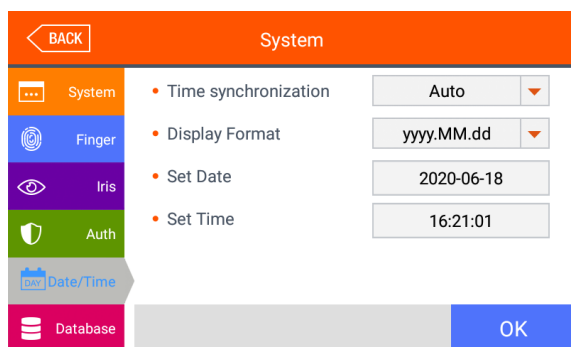 BACK
System
System
Finger
Iris
Auth
DAY Date/Time
Database
• Time synchronization Auto
• Display Format yyyy.MM.dd
• Set Date 2020-06-18
• Set Time 16:21:01
OK